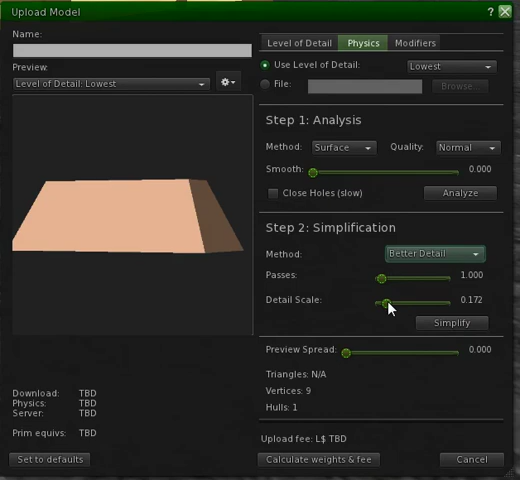 Upload Model ? X
Name:
Preview:
Level of Detail: Lowest
Download: TBD
Physics: TBD
Server: TBD
Prim equivs: TBD
Set to defaults
Level of Detail Physics Modifiers
Use Level of Detail: Lowest
File: Browse...
Step 1: Analysis
Method: Surface Quality: Normal
Smooth: 0.000
Close Holes (slow) Analyze
Step 2: Simplification
Method: Better Detail
Passes: 1.000
Detail Scale: 0.172
Simplify
Preview Spread: 0.000
Triangles: N/A
Vertices: 9
Hulls: 1
Upload fee: L$ TBD
Calculate weights & fee Cancel